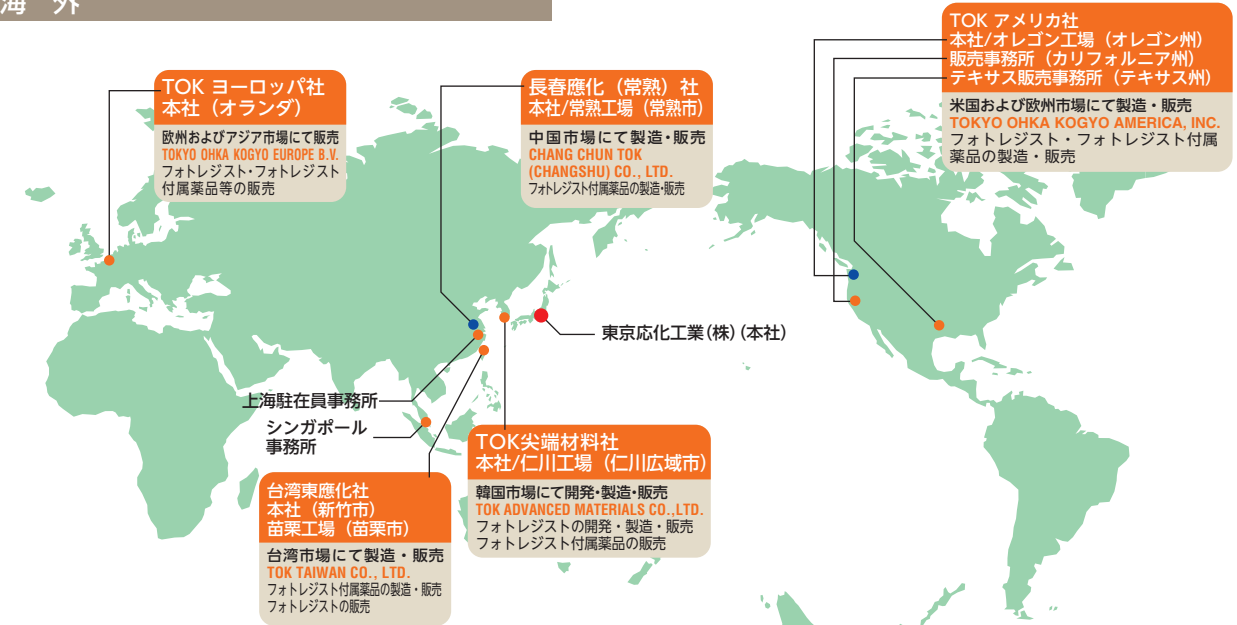 海 外
TOK ヨーロッパ社
本社（オランダ）
欧州およびアジア市場にて販売
TOKYO OHKA KOGYO EUROPE B.V.
フォトレジスト・フォトレジスト
付属薬品等の販売
長春應化（常熟）社
本社/常熟工場（常熟市）
中国市場にて製造・販売
CHANG CHUN TOK
(CHANGSHU) CO., LTD.
フォトレジスト付属薬品の製造・販売
TOK アメリカ社
本社/オレゴン工場（オレゴン州）
販売事務所（カリフォルニア州）
テキサス販売事務所（テキサス州）
米国および欧州市場にて製造・販売
TOKYO OHKA KOGYO AMERICA, INC.
フォトレジスト・フォトレジスト付属
薬品の製造・販売
東京応化工業(株)(本社)
上海駐在員事務所
シンガポール
事務所
台湾東應化社
本社（新竹市）
苗栗工場（苗栗市）
台湾市場にて製造・販売
TOK TAIWAN CO., LTD.
フォトレジスト付属薬品の製造・販売
フォトレジストの販売
TOK尖端材料社
本社/仁川工場（仁川広域市）
韓国市場にて開発・製造・販売
TOK ADVANCED MATERIALS CO.,LTD.
フォトレジストの開発・製造・販売
フォトレジスト付属薬品の販売